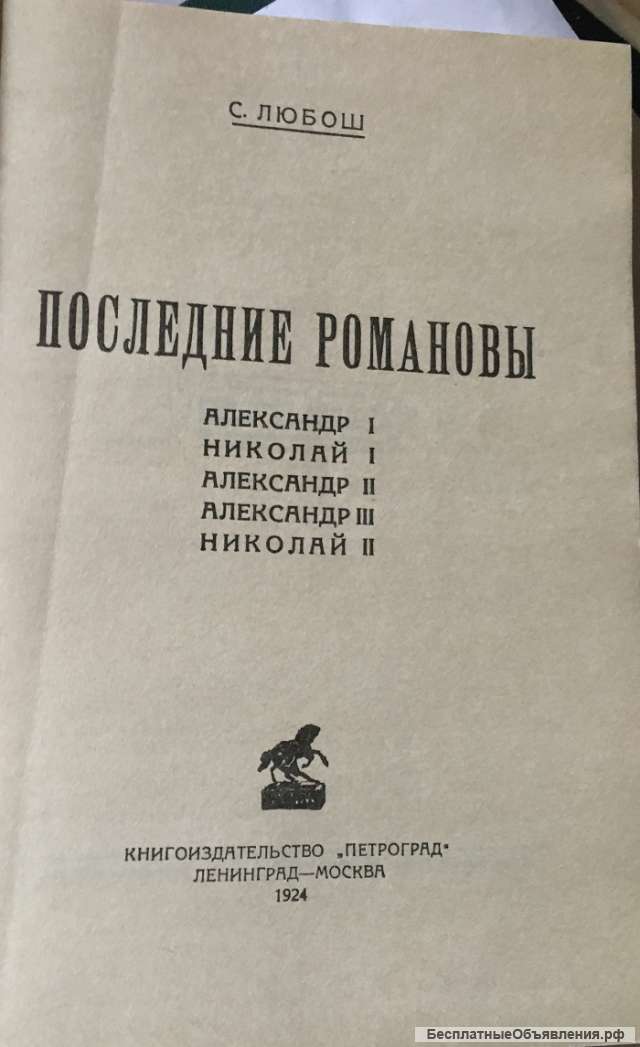 С. ЛЮБОШ
ПОСЛЕДНИЕ РОМАНОВЫ
АЛЕКСАНДР I
НИКОЛАЙ I
АЛЕКСАНДР II
АЛЕКСАНДР III
НИКОЛАЙ II
КНИГОИЗДАТЕЛЬСТВО „ПЕТРОГРАД“
ЛЕНИНГРАД—МОСКВА
1924
БесплатныеОбъявления.рф